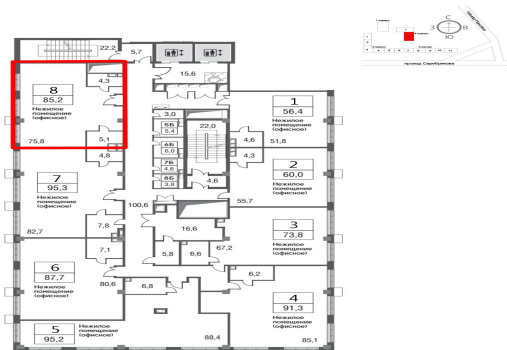 22,2
5,7
15,6
4,3
8
85,2
Нежилое
помещение
(офисное)
75,8
5,1
3,0
5Б
5,4
22,0
6Б
6,0
7Б
4,6
8Б
3,8
4,6
1
56,4
Нежилое
помещение
(офисное)
4,6
51,8
4,8
4,3
2
60,0
Нежилое
помещение
(офисное)
55,7
7
95,3
Нежилое
помещение
(офисное)
82,7
7,8
100,6
16,6
67,2
5,8
6,6
3
73,8
Нежилое
помещение
(офисное)
7,1
6
87,7
Нежилое
помещение
(офисное)
80,6
6,8
6,2
4
91,3
Нежилое
помещение
(офисное)
5
95,2
Нежилое
помещение
(офисное)
88,4
85,1
С
З
В
Ю
проезд Серебрякова